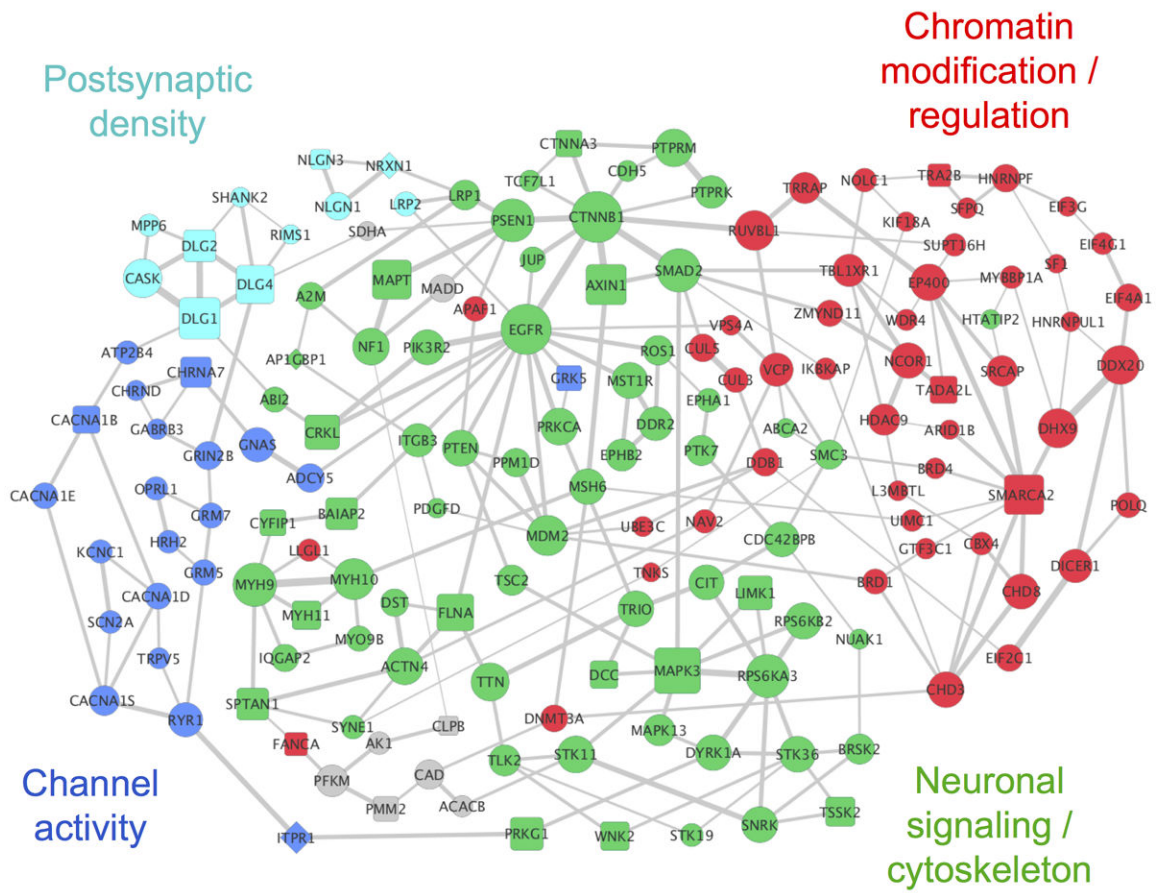 Chromatin
modification /
regulation
Postsynaptic
density
CTNNA3
PTPRM
NLGN3
NRXN1
CDH5
TCF7L1
PTPRK
LRP1
NOLC1
TRA2B
HNRNPF
TRRAP
SHANK2
NLGN1
LRP2
PSEN1
CTNNB1
KIF18A
SFPQ
EIF3G
MPP6
DLG2
RIMS1
SDHA
RUVBL1
SUPT16H
EIF4G1
CASK
DLG4
MAPT
JUP
SMAD2
TBL1XR1
SF1
MYBBP1A
EP400
A2M
MADD
AXIN1
EIF4A1
DLG1
APAF1
ZMYND11
WDR4
HTATIP2
HNRNPUL1
EGFR
VPS4A
NF1
PIK3R2
CUL5
ROS1
ATP2B4
AP1GBP1
NCOR1
SRCAP
DDX20
CHRNA7
GRK5
MST1R
CUL3
VCP
IKBKAP
CHRND
ABI2
TADA2L
EPHA1
CACNA1B
GABRB3
CRKL
PRKCA
DDR2
ABCA2
HDAC9
ARID1B
DHX9
GNAS
ITGB3
PTEN
PTK7
SMC3
GRIN2B
PPM1D
EPHB2
DDB1
BRD4
ADCY5
MSH6
CACNA1E
OPRL1
L3MBTL
SMARCA2
GRM7
BAIAP2
PDGFD
POLQ
CYFIP1
MDM2
UBE3C
NAV2
UIMC1
HRH2
CDC42BPB
GTF3C1
CBX4
KCNC1
LLGL1
GRM5
TNKS
DICER1
MYH9
MYH10
TSC2
CIT
BRD1
CHD8
CACNA1D
LIMK1
DST
TRIO
SCN2A
MYH11
FLNA
RPS6KB2
NUAK1
MYO9B
TRPV5
IQGAP2
ACTN4
EIF2C1
TTN
DCC
MAPK3
RPS6KA3
CACNA1S
SPTAN1
CHD3
RYR1
SYNE1
CLPB
DNMT3A
MAPK13
FANCA
AK1
DYRK1A
STK36
BRSK2
TLK2
STK11
Channel
activity
PFKM
CAD
Neuronal
signaling /
cytoskeleton
PMM2
ACACB
TSSK2
ITPR1
PRKG1
WNK2
STK19
SNRK